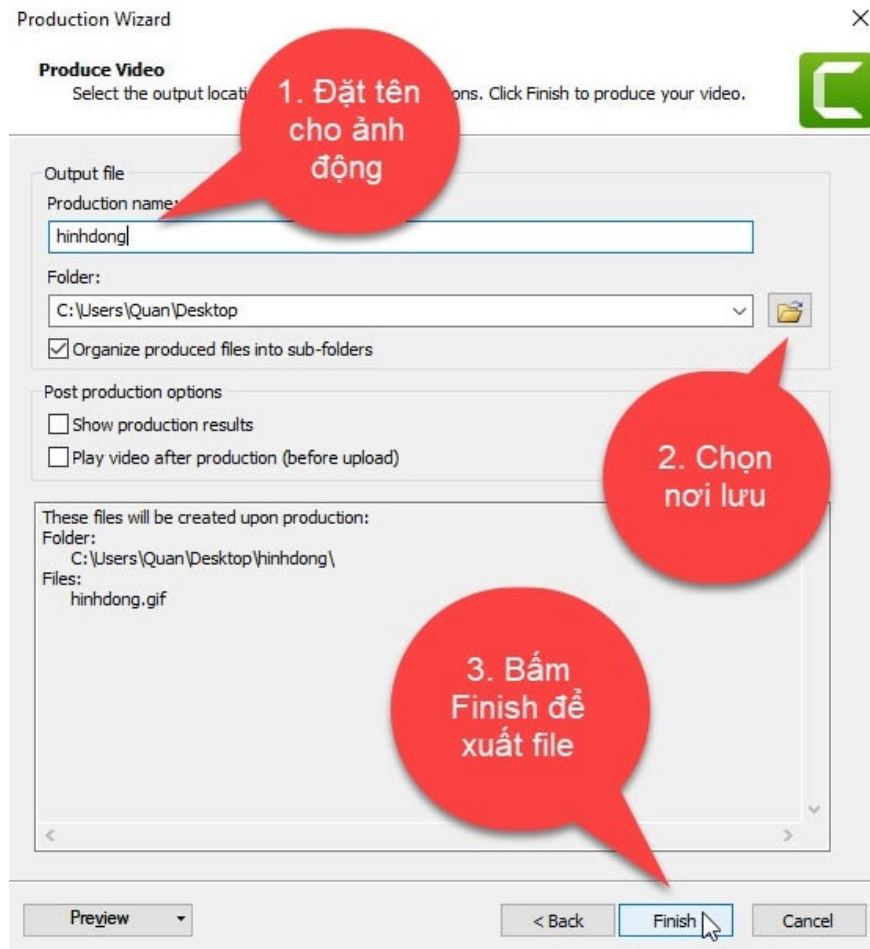 Production Wizard
Produce Video
Select the output locati ons. Click Finish to produce your video.
1. Đặt tên
cho ảnh
động
Output file
Production name:
hinhdong
Folder:
C:\Users\Quan\Desktop
Organize produced files into sub-folders
Post production options
Show production results
Play video after production (before upload)
2. Chọn
nơi lưu
These files will be created upon production:
Folder:
C:\Users\Quan\Desktop\hinhdong\
Files:
hinhdong.gif
3. Bấm
Finish để
xuất file
Preview
< Back
Finish
Cancel